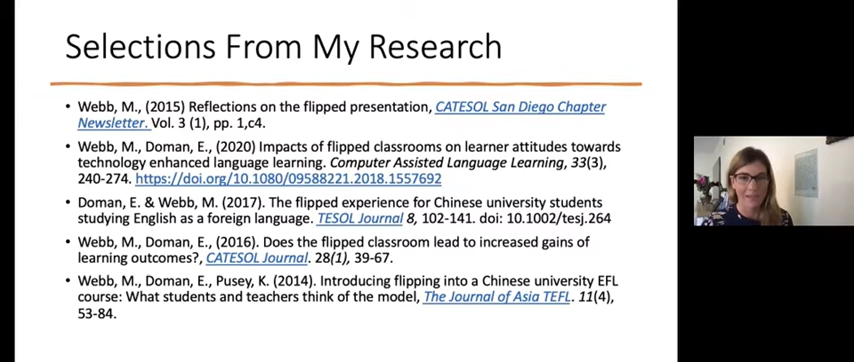 Selections From My Research
• Webb, M., (2015) Reflections on the flipped presentation, CATESOL San Diego Chapter
Newsletter. Vol. 3 (1), pp. 1,c4.
• Webb, M., Doman, E., (2020) Impacts of flipped classrooms on learner attitudes towards
technology enhanced language learning. Computer Assisted Language Learning, 33(3),
240-274. https://doi.org/10.1080/09588221.2018.1557692
• Doman, E. & Webb, M. (2017). The flipped experience for Chinese university students
studying English as a foreign language. TESOL Journal 8, 102-141. doi: 10.1002/tesj.264
• Webb, M., Doman, E., (2016). Does the flipped classroom lead to increased gains of
learning outcomes?, CATESOL Journal. 28(1), 39-67.
• Webb, M., Doman, E., Pusey, K. (2014). Introducing flipping into a Chinese university EFL
course: What students and teachers think of the model, The Journal of Asia TEFL. 11(4),
53-84.